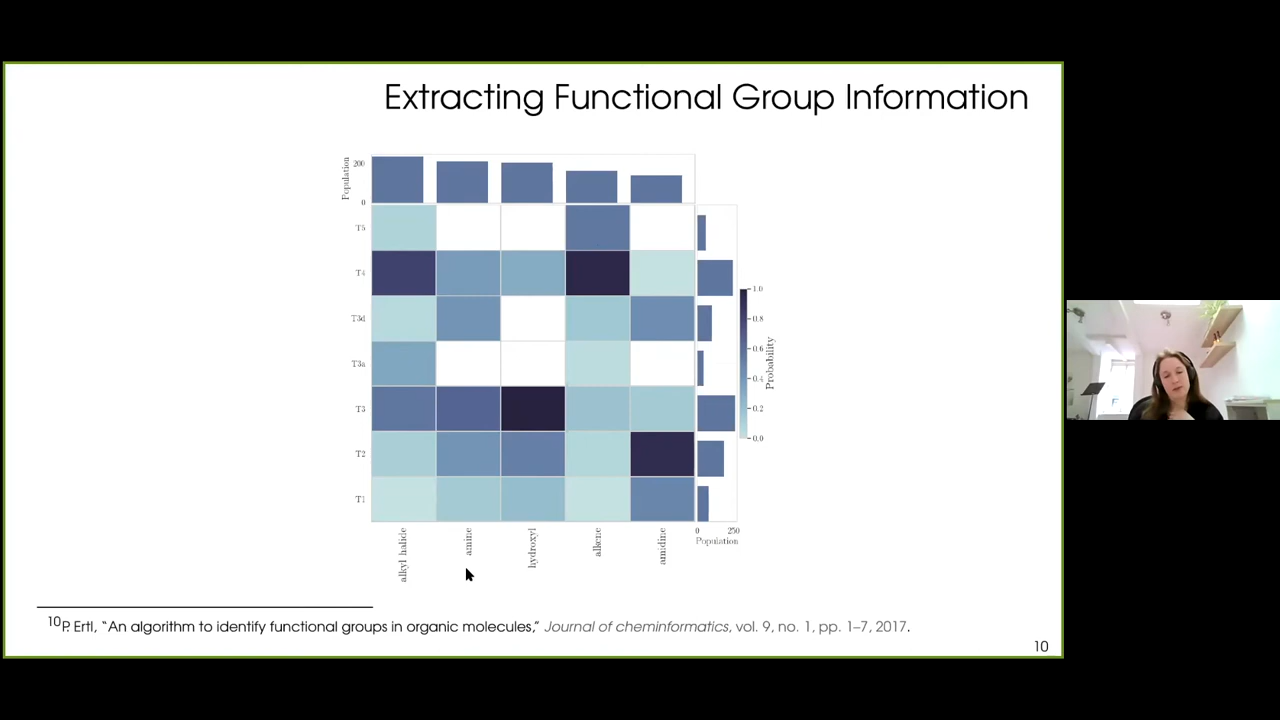 Extracting Functional Group Information
Population
200
0
T5
T4
T3d
T3a
T3
T2
T1
1.0
0.8
0.6
0.4
0.2
0.0
Probability
0
250
Population
alkyl halide
amine
hydroxyl
alkene
amidine
10P. Ertl, “An algorithm to identify functional groups in organic molecules,” Journal of cheminformatics, vol. 9, no. 1, pp. 1–7, 2017.
10